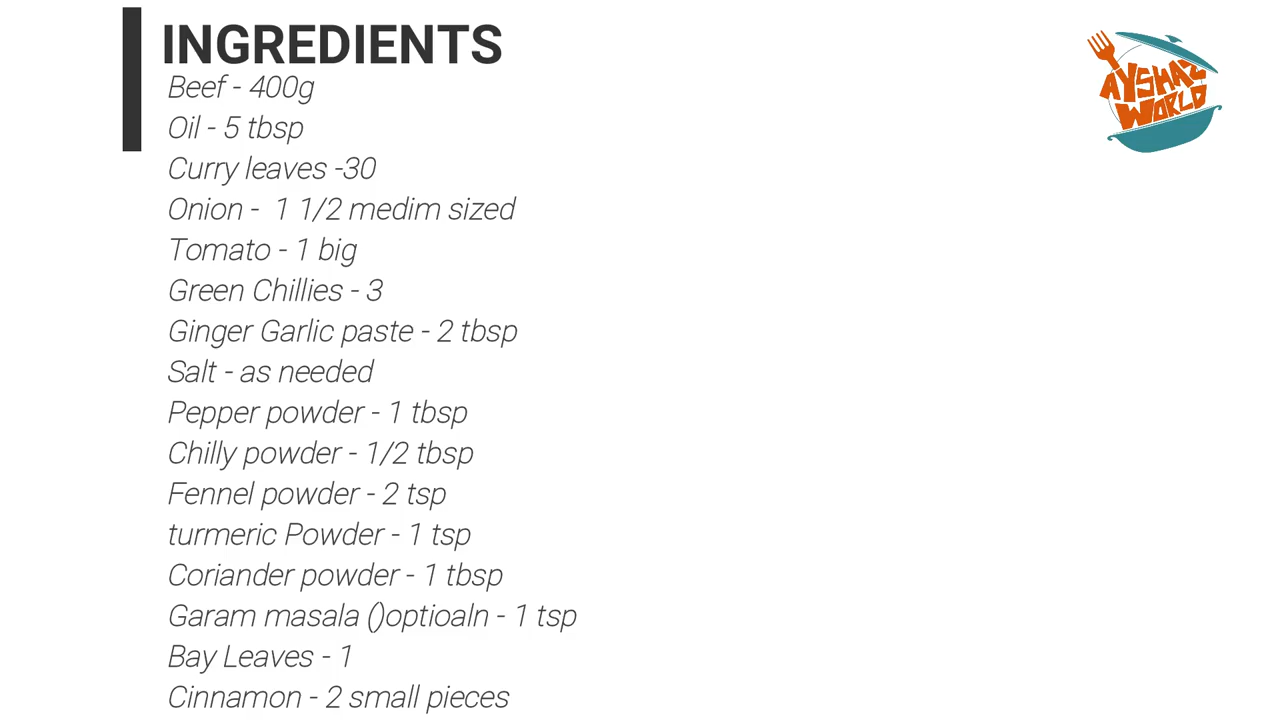 INGREDIENTS
Beef - 400g
Oil - 5 tbsp
Curry leaves -30
Onion -  1 1/2 medim sized
Tomato - 1 big
Green Chillies - 3
Ginger Garlic paste - 2 tbsp
Salt - as needed
Pepper powder - 1 tbsp
Chilly powder - 1/2 tbsp
Fennel powder - 2 tsp
turmeric Powder - 1 tsp
Coriander powder - 1 tbsp
Garam masala ()optioaln - 1 tsp
Bay Leaves - 1
Cinnamon - 2 small pieces
AYSHAZ
WORLD